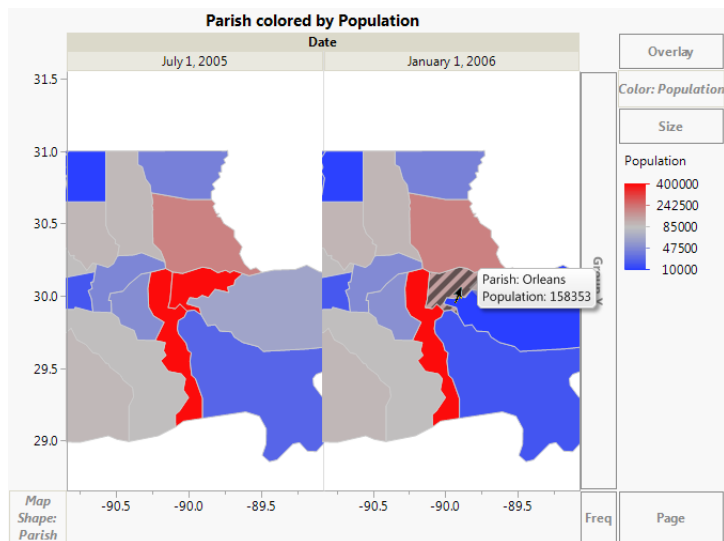 Parish colored by Population
Date
July 1, 2005
January 1, 2006
Overlay
Color: Population
Size
Population
400000
242500
85000
47500
10000
31.5
31.0
30.5
30.0
29.5
29.0
Parish: Orleans
Population: 158353
Group Y
Map
Shape:
Parish
-90.5
-90.0
-89.5
-90.5
-90.0
-89.5
Freq
Page